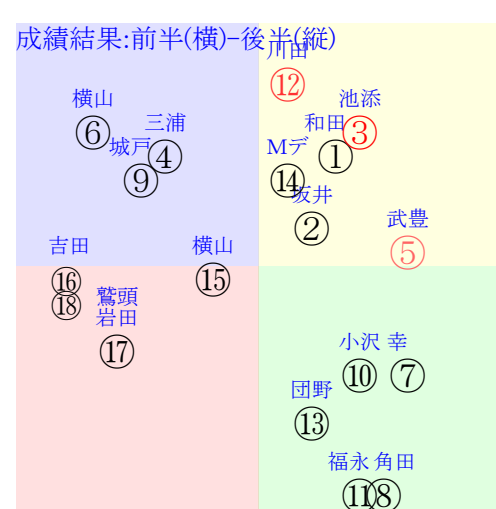 成績結果:前半(横)−後半(縦)
川田
⑫
横山
⑥
池添
③
三浦
④
和田
①
城戸
⑨
Mデ
⑭
坂井
②
武豊
⑤
吉田
⑯
横山
⑮
⑱
鷲頭
岩田
⑰
小沢
⑩
幸
⑦
団野
⑬
福永
⑪
角田
⑧